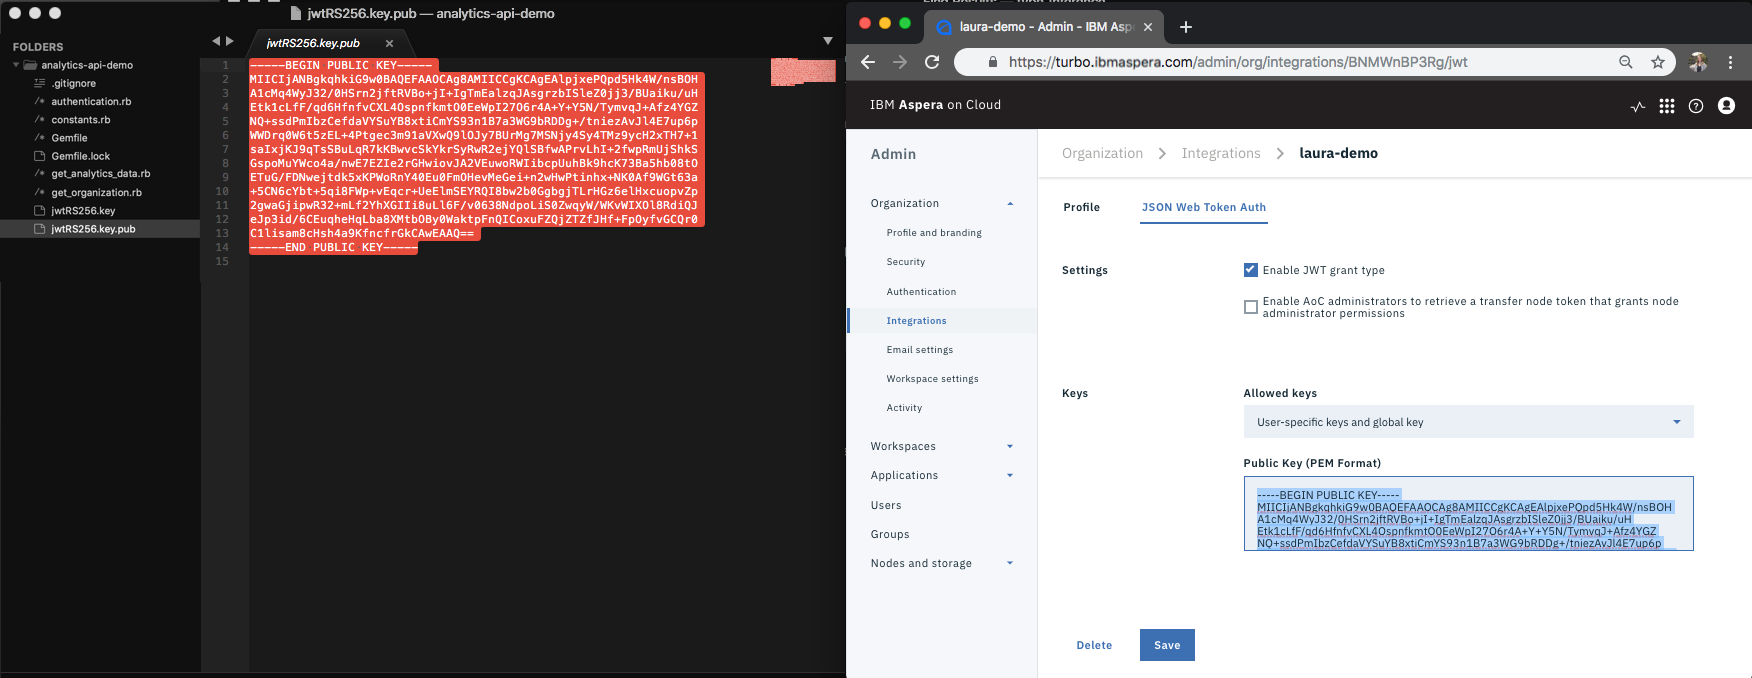 jwtRS256.key.pub — analytics-api-demo
FOLDERS
analytics-api-demo
.gitignore
authentication.rb
constants.rb
Gemfile
Gemfile.lock
get_analytics_data.rb
get_organization.rb
jwtRS256.key
jwtRS256.key.pub
jwtRS256.key.pub
1 -----BEGIN PUBLIC KEY-----
2 MIICIjANBgkqhkiG9w0BAQEFAAOCAg8AMIICCgKCAgEAlpjxePQpd5Hk4W/nsBOH
3 A1cMq4WyJ32/0HSrn2jftRVBo+jI+IgTmEalzqJAsgrzbISleZ0jj3/BUaiku/uH
4 Etk1cLfF/qd6HfnfvCXL4OspnfkmtO0EeWpI27O6r4A+Y+Y5N/TymvqJ+Afz4YGZ
5 NQ+ssdPmIbzCefdaVYSuYB8xtiCmYS93n1B7a3WG9bRDDg+/tniezAvJl4E7up6p
6 WWDrq0W6t5zEL+4Ptgec3m91aVXwQ9lOJy7BUrMg7MSNjy4Sy4TMz9ycH2xTH7+1
7 saIxjKJ9qTsSBuLqR7kKBwvcSkYkrSyRwR2ejYQlSBfwAPrvLhI+2fwpRmUjShkS
8 GspoMuYWco4a/nwE7EZIe2rGHwiovJA2VEuwoRWIibcpUuhBk9hcK73Ba5hb08tO
9 ETuG/FDNwejtdk5xKPWoRnY40Eu0FmOHevMeGei+n2wHwPtinhx+NK0Af9WGt63a
10 +5CN6cYbt+5qi8FWp+vEqcr+UeElmSEYRQI8bw2b0GgbgjTLrHGz6elHxcuopvZp
11 2gwaGjipwR32+mLf2YhXGIIi8uLl6F/v0638NdpoLiS0ZwqyW/WKvWIXOl8RdiQJ
12 eJp3id/6CEuqheHqLba8XMtbOBy0WaktpFnQICoxuFZQjZTZfJHf+FpOyfvGCQr0
13 C1lisam8cHsh4a9KfncfrGkCAwEAAQ==
14 -----END PUBLIC KEY-----
15
laura-demo - Admin - IBM Asp
https://turbo.ibmaspera.com/admin/org/integrations/BNMWnBP3Rg/jwt
IBM Aspera on Cloud
Admin
Organization
Profile and branding
Security
Authentication
Integrations
Email settings
Workspace settings
Activity
Workspaces
Applications
Users
Groups
Nodes and storage
Organization > Integrations > laura-demo
Profile
JSON Web Token Auth
Settings
Enable JWT grant type
Enable AoC administrators to retrieve a transfer node token that grants node
administrator permissions
Keys
Allowed keys
User-specific keys and global key
Public Key (PEM Format)
-----BEGIN PUBLIC KEY-----
MIICIjANBgkqhkiG9w0BAQEFAAOCAg8AMIICCgKCAgEAlpjxePQpd5Hk4W/nsBOH
A1cMq4WyJ32/0HSrn2jftRVBo+jI+IgTmEalzqJAsgrzbISleZ0jj3/BUaiku/uH
Etk1cLfF/qd6HfnfvCXL4OspnfkmtO0EeWpI27O6r4A+Y+Y5N/TymvqJ+Afz4YGZ
NQ+ssdPmIbzCefdaVYSuYB8xtiCmYS93n1B7a3WG9bRDDg+/tniezAvJl4E7up6p
Delete
Save